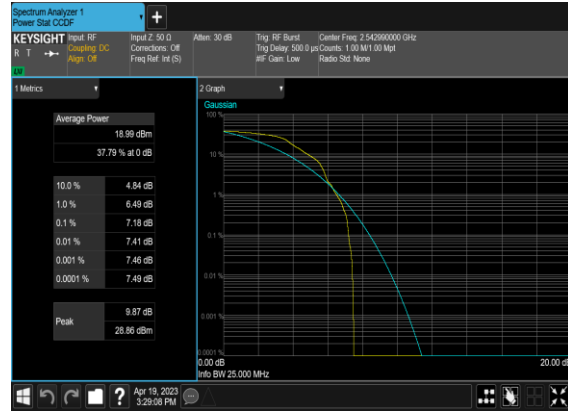 Spectrum Analyzer 1
Power Stat CCDF
KEYSIGHT
R T
LW
Input: RF
Coupling: DC
Align: Off
Input Z: 50 Ω
Corrections: Off
Freq Ref: Int (S)
Atten: 30 dB
Trig: RF Burst
Trig Delay: 500.0 µs
#IF Gain: Low
Center Freq: 2.542990000 GHz
Counts: 1.00 M/1.00 Mpt
Radio Std: None
1 Metrics
Average Power
18.99 dBm
37.79 % at 0 dB
10.0 % 4.84 dB
1.0 % 6.49 dB
0.1 % 7.18 dB
0.01 % 7.41 dB
0.001 % 7.46 dB
0.0001 % 7.49 dB
Peak
9.87 dB
28.86 dBm
2 Graph
Gaussian
100 %
10 %
1 %
0.1 %
0.01 %
0.001 %
0.0001 %
0.00 dB 20.00 dB
Info BW 25.000 MHz
?
Apr 19, 2023
3:29:08 PM